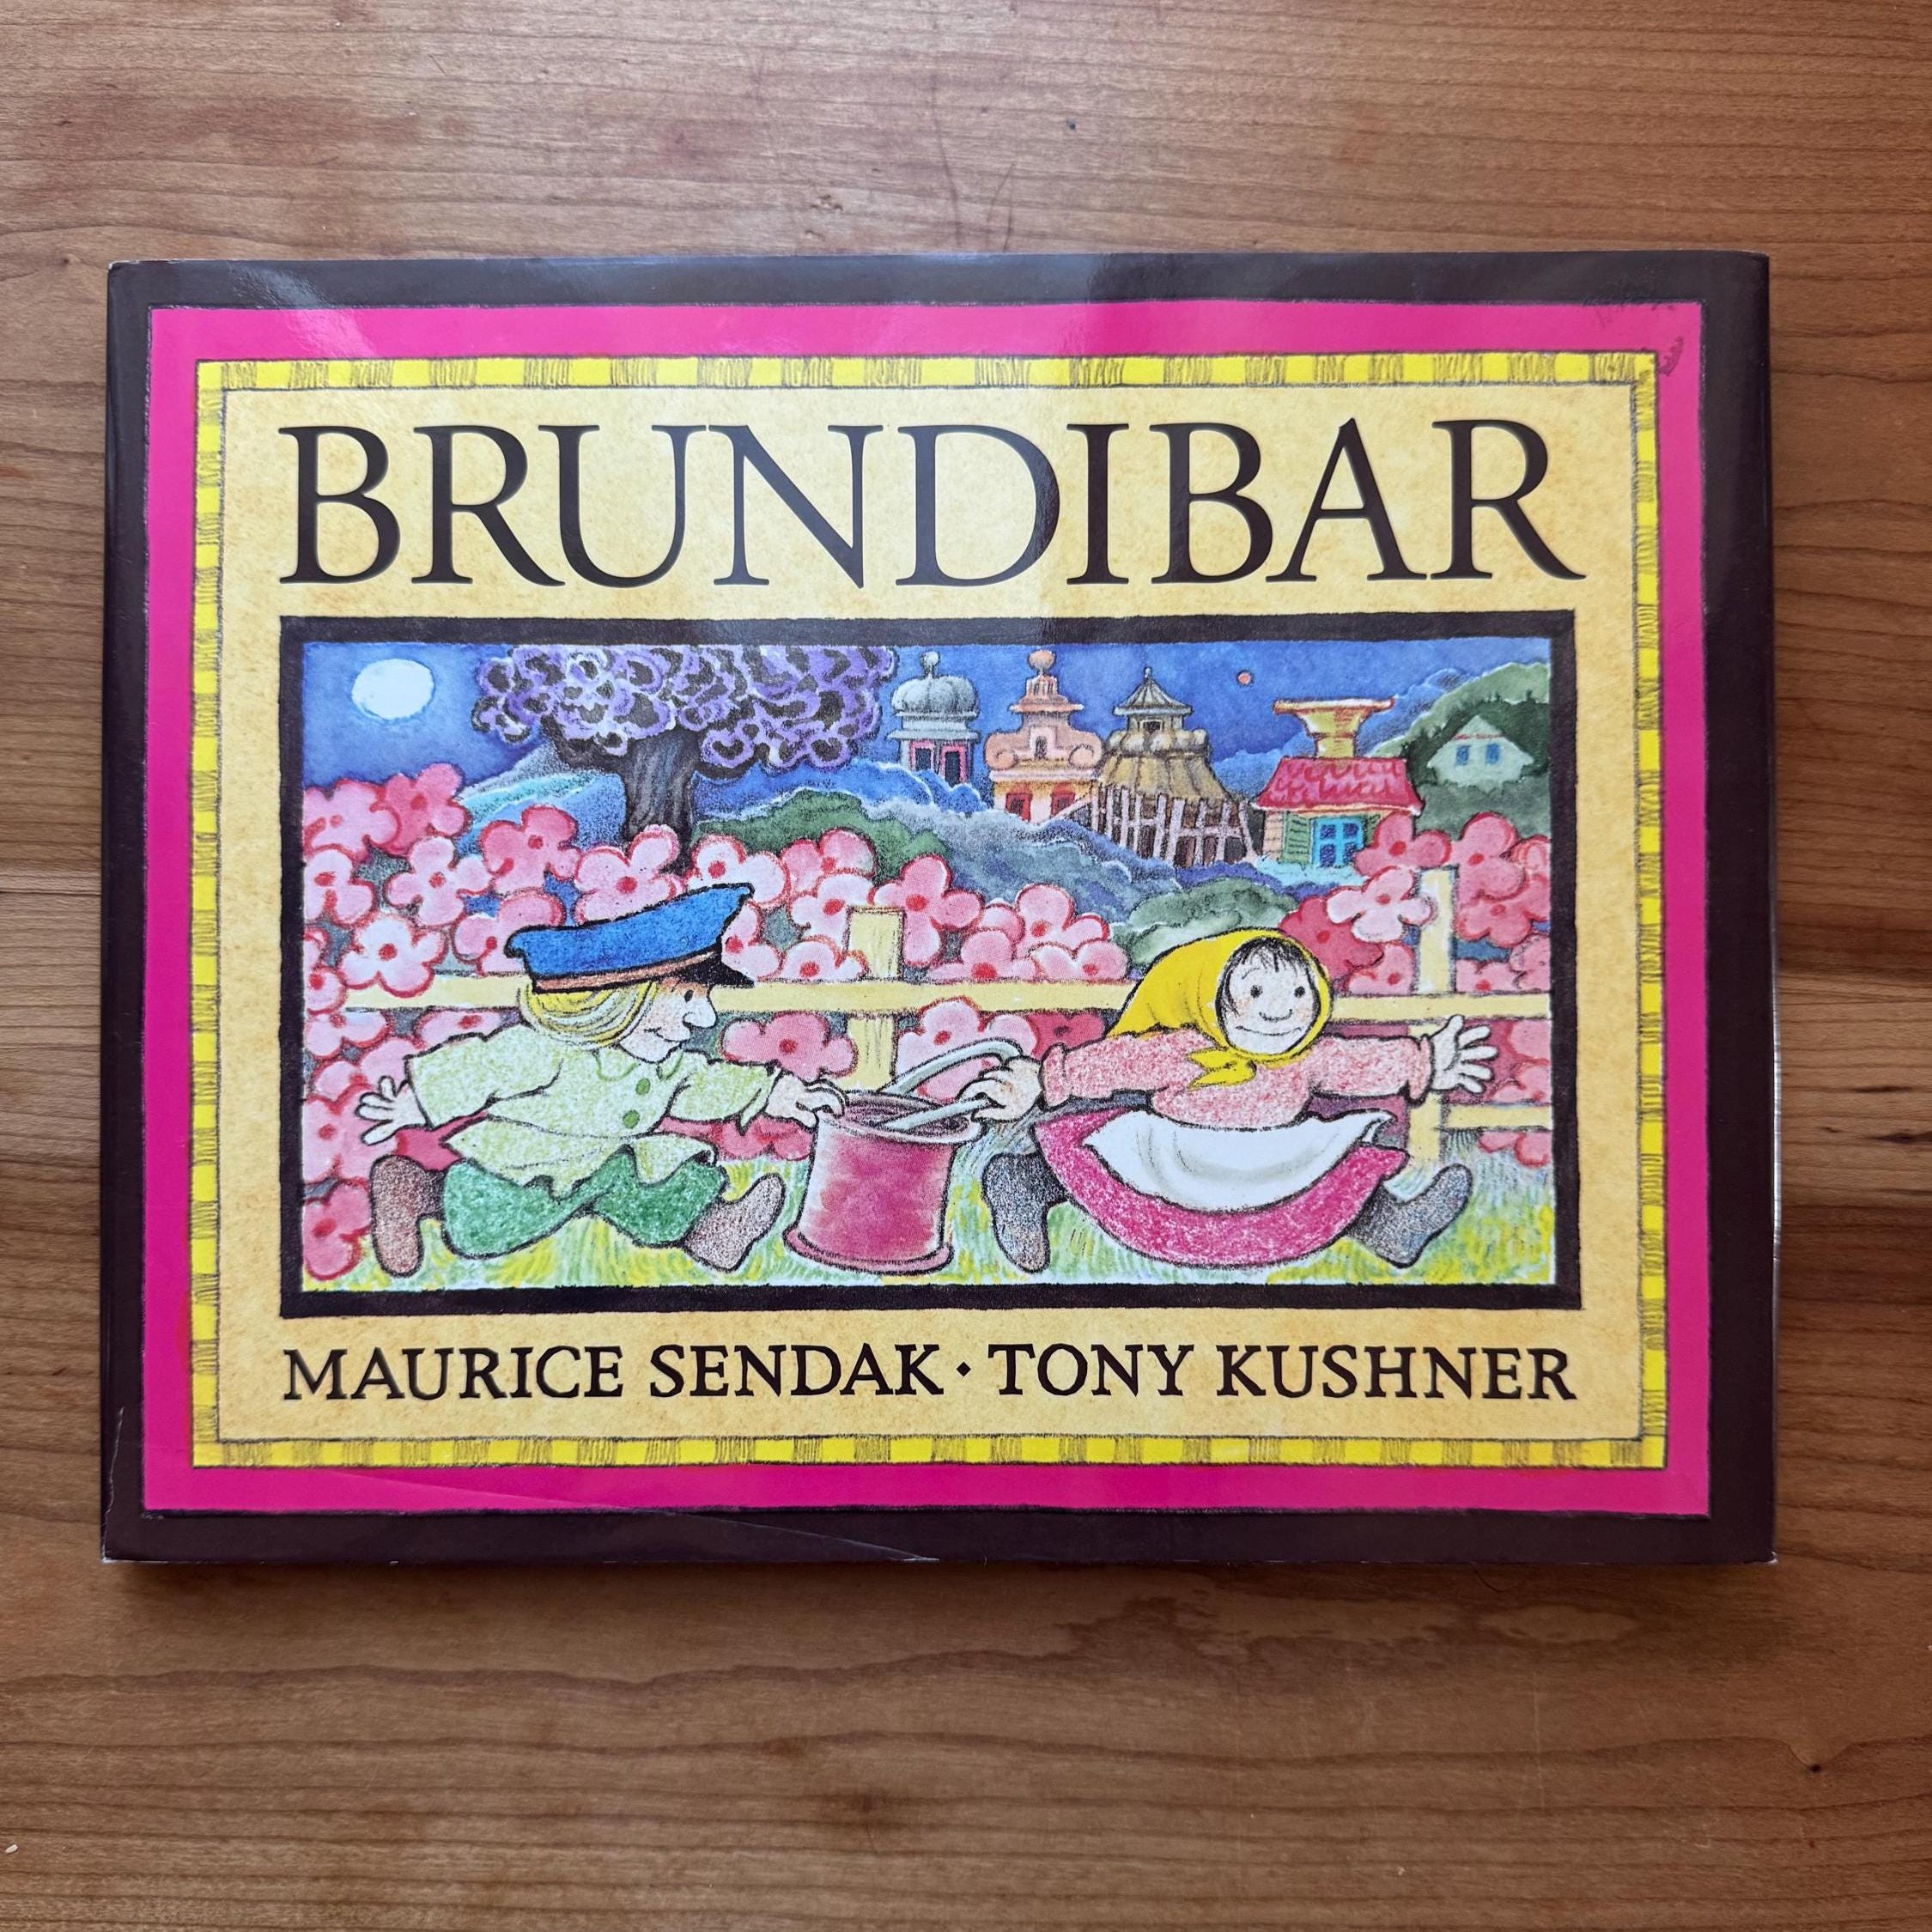 BRUNDIBAR
MAURICE SENDAK · TONY KUSHNER